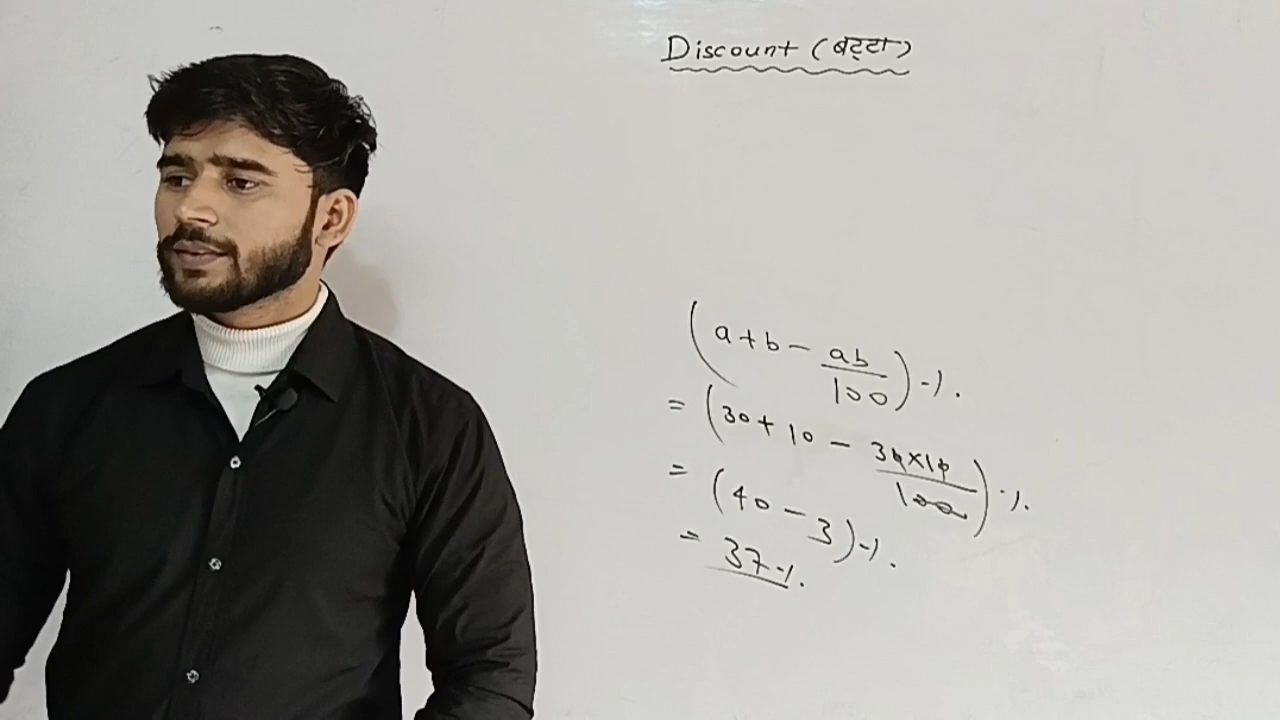 Discount (बट्टा)
(a+b - ab/100) %.
= (30+10 - 30×10/100) %.
= (40 - 3) %.
= 37 %.